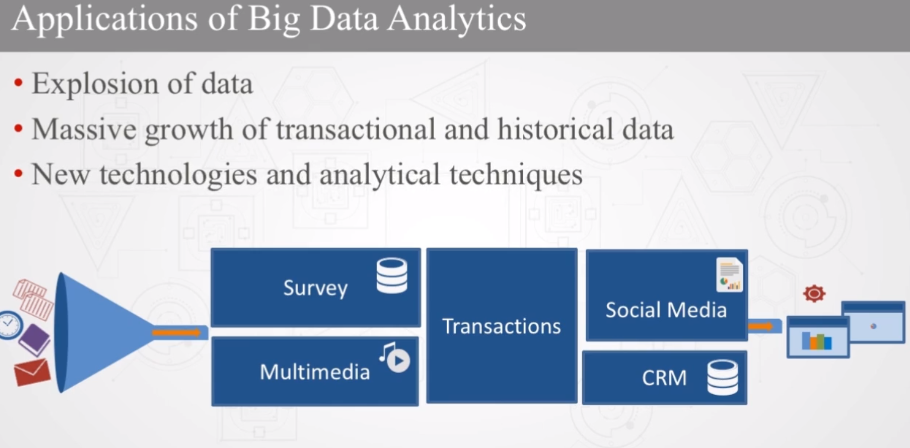 Applications of Big Data Analytics
• Explosion of data
• Massive growth of transactional and historical data
• New technologies and analytical techniques
Survey
Multimedia
Transactions
Social Media
CRM